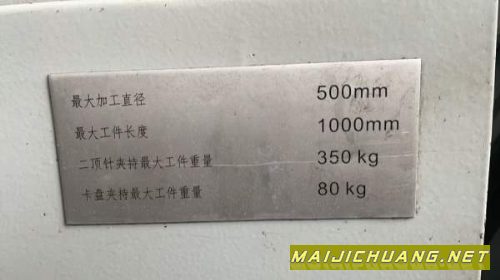 最大加工直径 500mm
最大工件长度 1000mm
二顶针夹持最大工件重量 350 kg
卡盘夹持最大工件重量 80 kg
MAIJICHUANG.NET